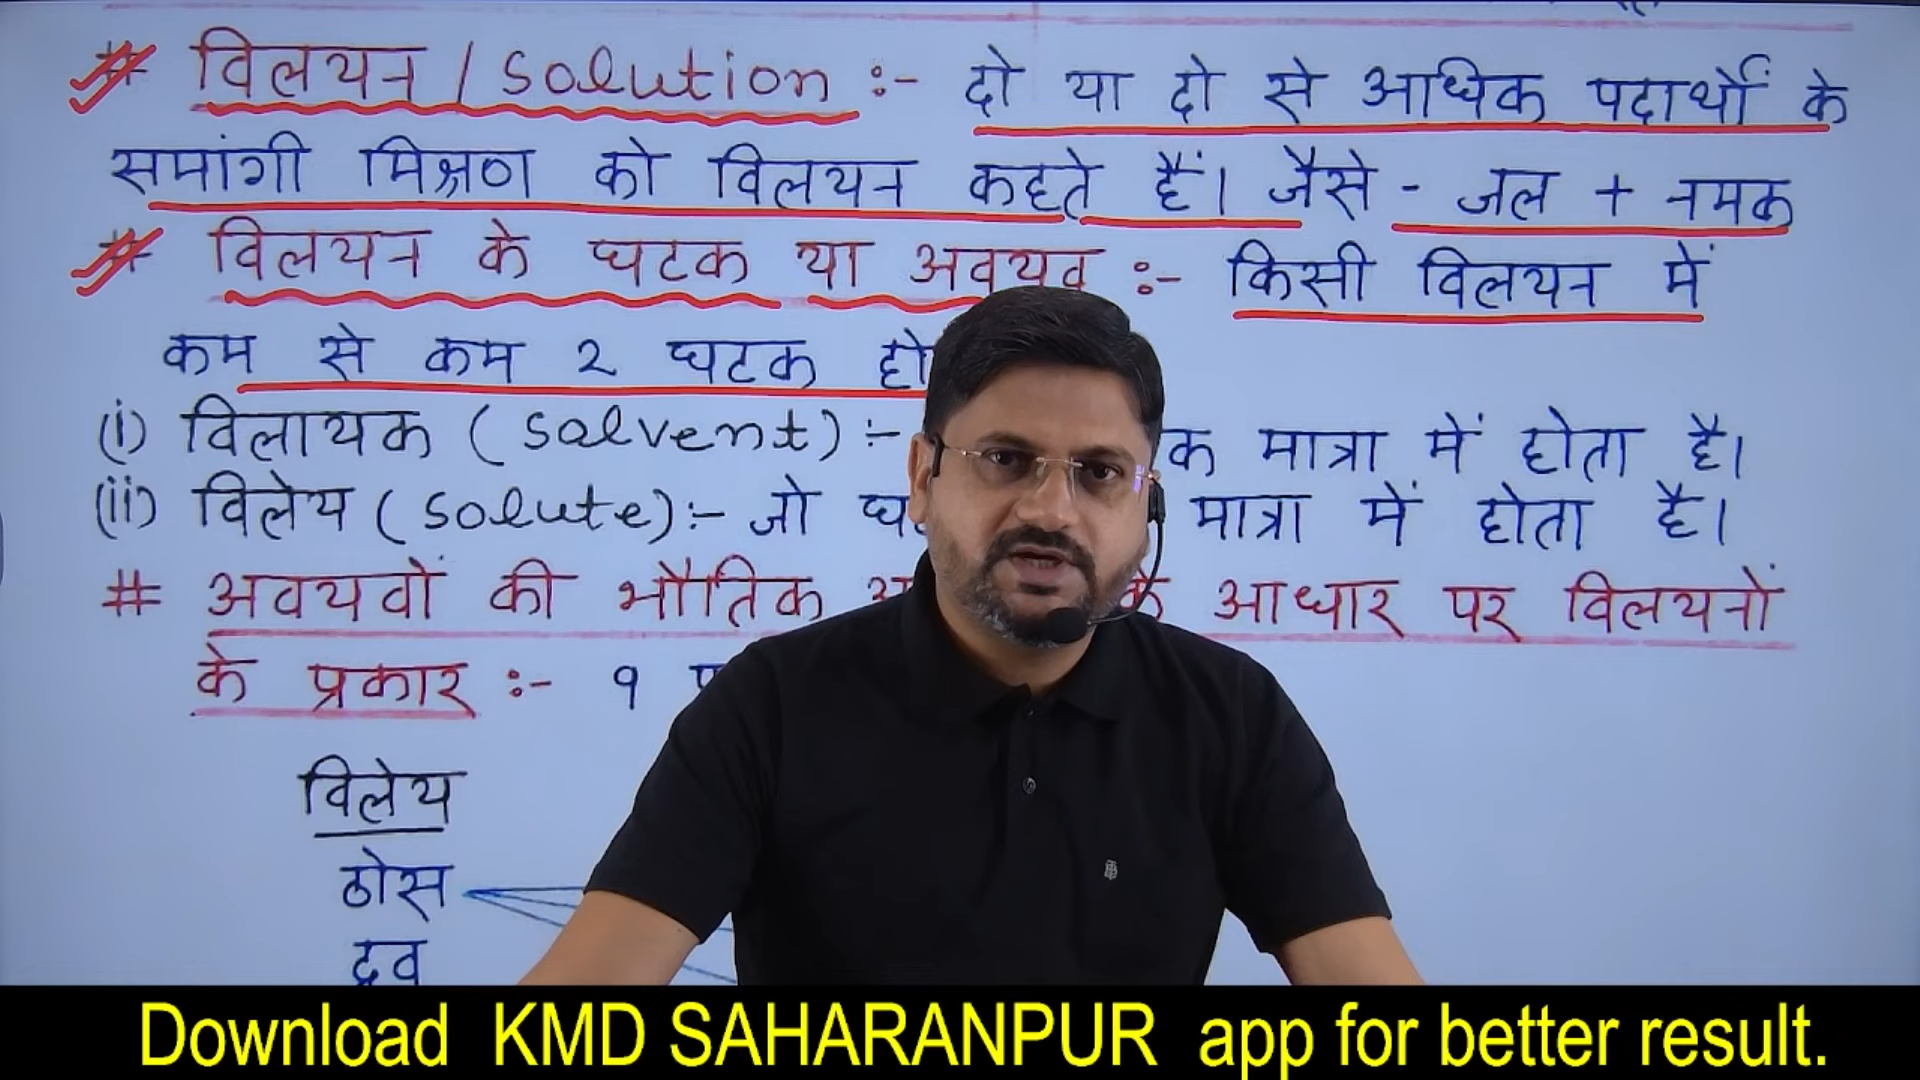 # विलयन / Solution :- दो या दो से अधिक पदार्थों के
समांगी मिश्रण को विलयन कहते हैं। जैसे - जल + नमक
# विलयन के घटक या अवयव :- किसी विलयन में
कम से कम 2 घटक हो
(i) विलायक ( Solvent ) :- क मात्रा में होता है।
(ii) विलेय ( Solute ) :- जो घ मात्रा में होता है।
# अवयवों की भौतिक अ के आधार पर विलयनों
के प्रकार :- 9 प
विलेय
ठोस
द्रव
Download KMD SAHARANPUR app for better result.